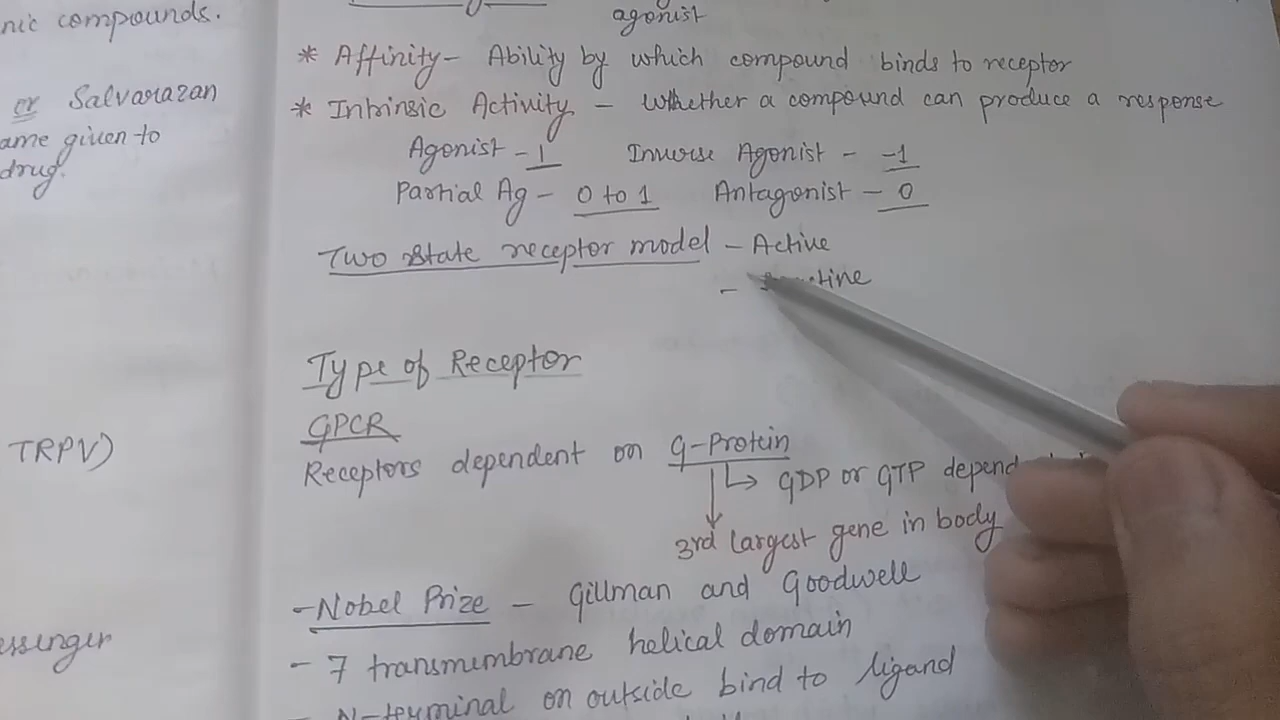 nic compounds.
or Salvarazan
ame given to
drug.
TRPV)
essenger
agonist
* Affinity - Ability by which compound binds to receptor
* Intrinsic Activity - Whether a compound can produce a response
Agonist - 1 Inverse Agonist - -1
Partial Ag - 0 to 1 Antagonist - 0
Two state receptor model - Active
-
Type of Receptor
GPCR
Receptors dependent on G-Protein
↳ GDP or GTP depend
3rd largest gene in body
- Nobel Prize - Gillman and Goodwell
- 7 transmembrane helical domain
- N-terminal on outside bind to ligand